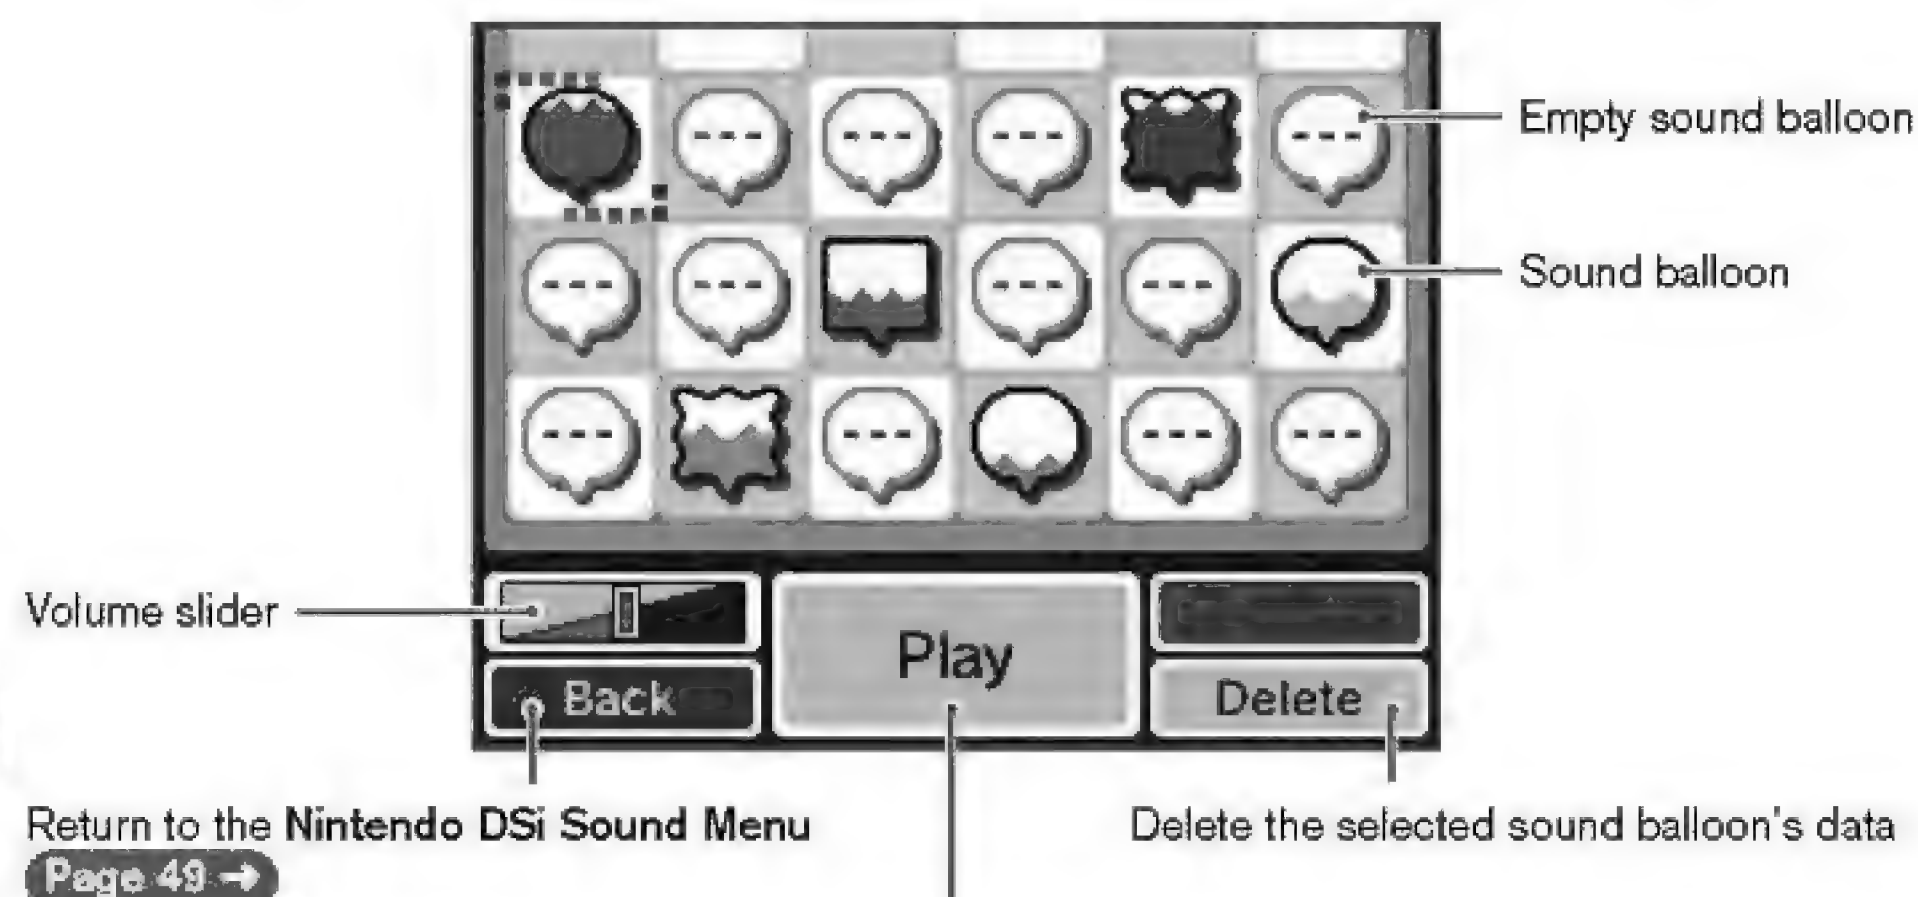 Empty sound balloon
Sound balloon
Volume slider
Play
Back
Delete
Return to the Nintendo DSi Sound Menu
Page 49 →
Delete the selected sound balloon's data